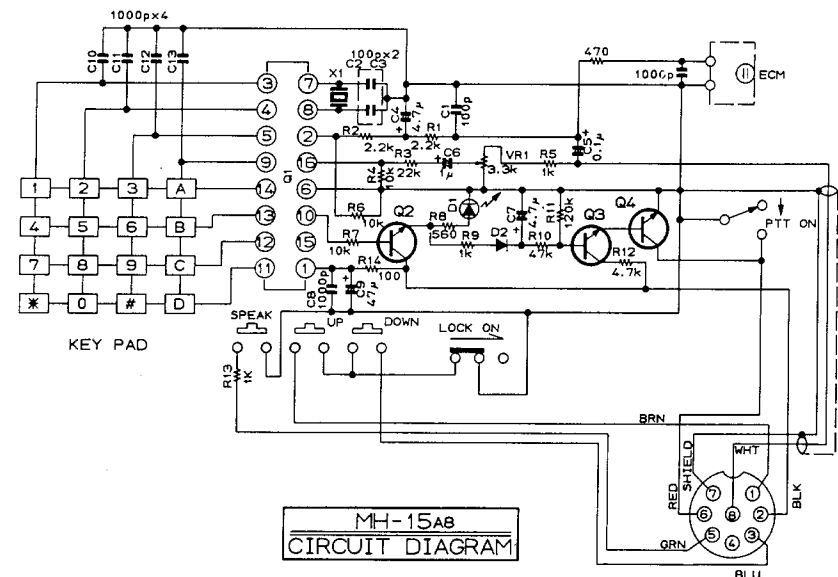 1000px4
C10 C11 C12 C13
100px2
C2 C3
X1
3 7
4 8
5 2
9 16
14 6
13 10
12 15
11 1
Q1
C4 4.7μ
C1 100p
R2 2.2k
R1 2.2k
470
1000p
ECM
R3 22k
C6 1μ
VR1 3.3k
R5 1k
C5 0.1μ
R4 10k
R6 10k
R7 10k
Q2
D1
R8 560
R9 1k
D2
C7 4.7μ
R10 47k
R11 120k
Q3
Q4
R12 4.7k
PTT ON
R14 100
C8 1000p
C9 47μ
1 2 3 A
4 5 6 B
7 8 9 C
* 0 # D
KEY PAD
SPEAK
UP
DOWN
LOCK ON
R13 1K
BRN
WHT
SHIELD
RED
BLK
GRN
BLU
7 1
6 8 2
5 4 3
MH-15A8
CIRCUIT DIAGRAM